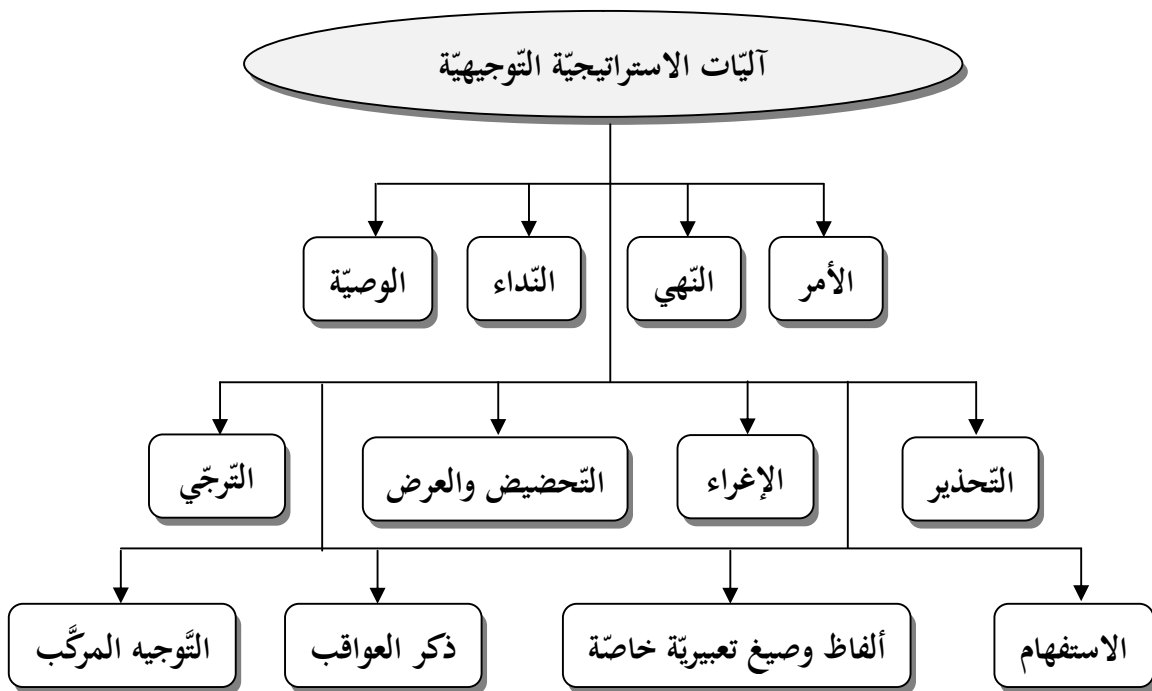 آليّات الاستراتيجيّة التّوجيهيّة
الأمر
النّهي
النّداء
الوصيّة
التّحذير
الإغراء
التّحضيض والعرض
التّرجّي
الاستفهام
ألفاظ وصيغ تعبيريّة خاصّة
ذكر العواقب
التَّوجيه المركَّب